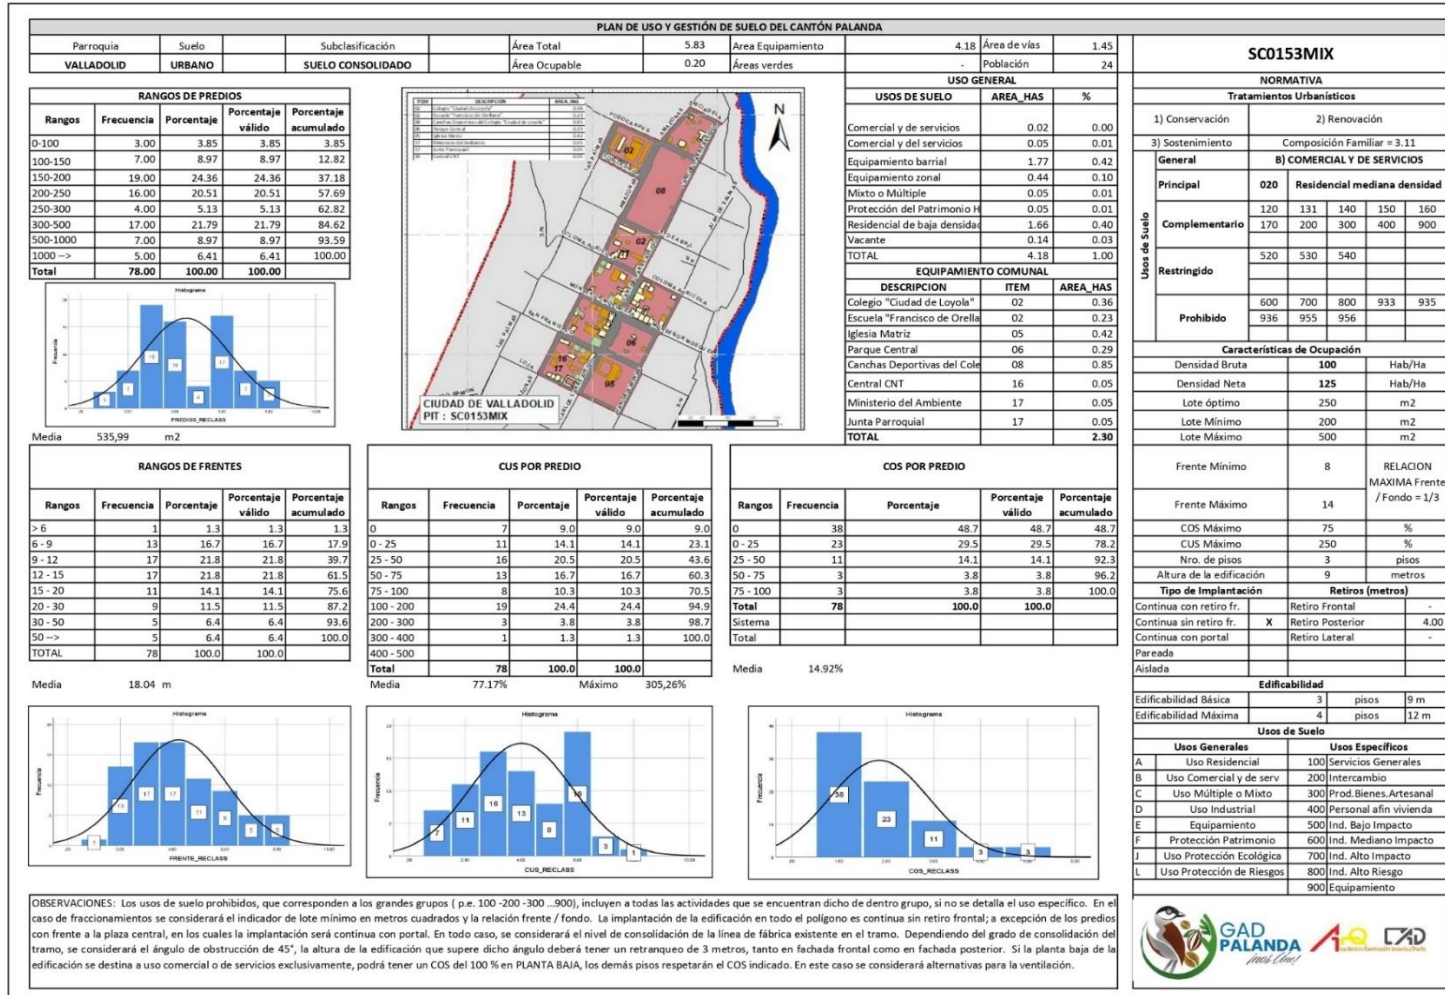 PLAN DE USO Y GESTIÓN DE SUELO DEL CANTÓN PALANDA
Parroquia Suelo Subclasificación Área Total 5.83 Area Equipamiento 4.18 Área de vías 1.45
VALLADOLID URBANO SUELO CONSOLIDADO Área Ocupable 0.20 Áreas verdes - Población 24
SC0153MIX
RANGOS DE PREDIOS
Rangos Frecuencia Porcentaje Porcentaje válido Porcentaje acumulado
0-100 3.00 3.85 3.85 3.85
100-150 7.00 8.97 8.97 12.82
150-200 19.00 24.36 24.36 37.18
200-250 16.00 20.51 20.51 57.69
250-300 4.00 5.13 5.13 62.82
300-500 17.00 21.79 21.79 84.62
500-1000 7.00 8.97 8.97 93.59
1000 --> 5.00 6.41 6.41 100.00
Total 78.00 100.00 100.00
Histograma
Frecuencia
PREDIOS_RECLASS
Media 535,99 m2
ITEM DESCRIPCION AREA_HAS
N
02
08
02
06
16
17
05
CIUDAD DE VALLADOLID
PIT : SC0153MIX
USO GENERAL
USOS DE SUELO AREA_HAS %
Comercial y de servicios 0.02 0.00
Comercial y del servicios 0.05 0.01
Equipamiento barrial 1.77 0.42
Equipamiento zonal 0.44 0.10
Mixto o Múltiple 0.05 0.01
Protección del Patrimonio H 0.05 0.01
Residencial de baja densidad 1.66 0.40
Vacante 0.14 0.03
TOTAL 4.18 1.00
EQUIPAMIENTO COMUNAL
DESCRIPCION ITEM AREA_HAS
Colegio "Ciudad de Loyola" 02 0.36
Escuela "Francisco de Orella 02 0.23
Iglesia Matriz 05 0.42
Parque Central 06 0.29
Canchas Deportivas del Cole 08 0.85
Central CNT 16 0.05
Ministerio del Ambiente 17 0.05
Junta Parroquial 17 0.05
TOTAL 2.30
NORMATIVA
Tratamientos Urbanísticos
1) Conservación 2) Renovación
3) Sostenimiento Composición Familiar = 3.11
Usos de Suelo
General B) COMERCIAL Y DE SERVICIOS
Principal 020 Residencial mediana densidad
Complementario 120 131 140 150 160
170 200 300 400 900
Restringido 520 530 540
Prohibido 600 700 800 933 935
936 955 956
Características de Ocupación
Densidad Bruta 100 Hab/Ha
Densidad Neta 125 Hab/Ha
Lote óptimo 250 m2
Lote Mínimo 200 m2
Lote Máximo 500 m2
Frente Mínimo 8 RELACION MAXIMA Frente / Fondo = 1/3
Frente Máximo 14
COS Máximo 75 %
CUS Máximo 250 %
Nro. de pisos 3 pisos
Altura de la edificación 9 metros
Tipo de Implantación Retiros (metros)
Continua con retiro fr. Retiro Frontal -
Continua sin retiro fr. X Retiro Posterior 4.00
Continua con portal Retiro Lateral -
Pareada
Aislada
Edificabilidad
Edificabilidad Básica 3 pisos 9 m
Edificabilidad Máxima 4 pisos 12 m
Usos de Suelo
Usos Generales Usos Específicos
A Uso Residencial 100 Servicios Generales
B Uso Comercial y de serv 200 Intercambio
C Uso Múltiple o Mixto 300 Prod.Bienes.Artesanal
D Uso Industrial 400 Personal afin vivienda
E Equipamiento 500 Ind. Bajo Impacto
F Protección Patrimonio 600 Ind. Mediano Impacto
J Uso Protección Ecológica 700 Ind. Alto Impacto
L Uso Protección de Riesgos 800 Ind. Alto Riesgo
900 Equipamiento
RANGOS DE FRENTES
Rangos Frecuencia Porcentaje Porcentaje válido Porcentaje acumulado
> 6 1 1.3 1.3 1.3
6 - 9 13 16.7 16.7 17.9
9 - 12 17 21.8 21.8 39.7
12 - 15 17 21.8 21.8 61.5
15 - 20 11 14.1 14.1 75.6
20 - 30 9 11.5 11.5 87.2
30 - 50 5 6.4 6.4 93.6
50 --> 5 6.4 6.4 100.0
TOTAL 78 100.0 100.0
Media 18.04 m
CUS POR PREDIO
Rangos Frecuencia Porcentaje Porcentaje válido Porcentaje acumulado
0 7 9.0 9.0 9.0
0 - 25 11 14.1 14.1 23.1
25 - 50 16 20.5 20.5 43.6
50 - 75 13 16.7 16.7 60.3
75 - 100 8 10.3 10.3 70.5
100 - 200 19 24.4 24.4 94.9
200 - 300 3 3.8 3.8 98.7
300 - 400 1 1.3 1.3 100.0
400 - 500
Total 78 100.0 100.0
Media 77.17% Máximo 305,26%
COS POR PREDIO
Rangos Frecuencia Porcentaje Porcentaje válido Porcentaje acumulado
0 38 48.7 48.7 48.7
0 - 25 23 29.5 29.5 78.2
25 - 50 11 14.1 14.1 92.3
50 - 75 3 3.8 3.8 96.2
75 - 100 3 3.8 3.8 100.0
Total 78 100.0 100.0
Sistema
Total
Media 14.92%
Histograma
Frecuencia
FRENTE_RECLASS
Histograma
Frecuencia
CUS_RECLASS
Histograma
Frecuencia
COS_RECLASS
OBSERVACIONES: Los usos de suelo prohibidos, que corresponden a los grandes grupos ( p.e. 100 -200 -300 ...900), incluyen a todas las actividades que se encuentran dicho de dentro grupo, si no se detalla el uso específico. En el
caso de fraccionamientos se considerará el indicador de lote mínimo en metros cuadrados y la relación frente / fondo. La implantación de la edificación en todo el polígono es continua sin retiro frontal; a excepción de los predios
con frente a la plaza central, en los cuales la implantación será continua con portal. En todo caso, se considerará el nivel de consolidación de la línea de fábrica existente en el tramo. Dependiendo del grado de consolidación del
tramo, se considerará el ángulo de obstrucción de 45°, la altura de la edificación que supere dicho ángulo deberá tener un retranqueo de 3 metros, tanto en fachada frontal como en fachada posterior. Si la planta baja de la
edificación se destina a uso comercial o de servicios exclusivamente, podrá tener un COS del 100 % en PLANTA BAJA, los demás pisos respetarán el COS indicado. En este caso se considerará alternativas para la ventilación.
GAD
PALANDA